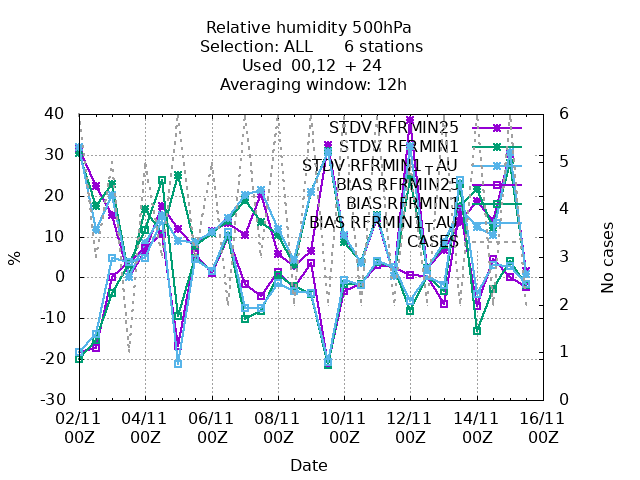 Relative humidity 500hPa
Selection: ALL 6 stations
Used 00,12 + 24
Averaging window: 12h
40 6
STDV RFRMIN25
STDV RFRMIN1
30 5
STDV RFRMIN1_AU
BIAS RFRMIN25
20 4
BIAS RFRMIN1
BIAS RFRMIN1_AU
CASES
10 3
% No cases
0
-10 2
-20 1
-30 0
02/11 04/11 06/11 08/11 10/11 12/11 14/11 16/11
00Z 00Z 00Z 00Z 00Z 00Z 00Z 00Z
Date